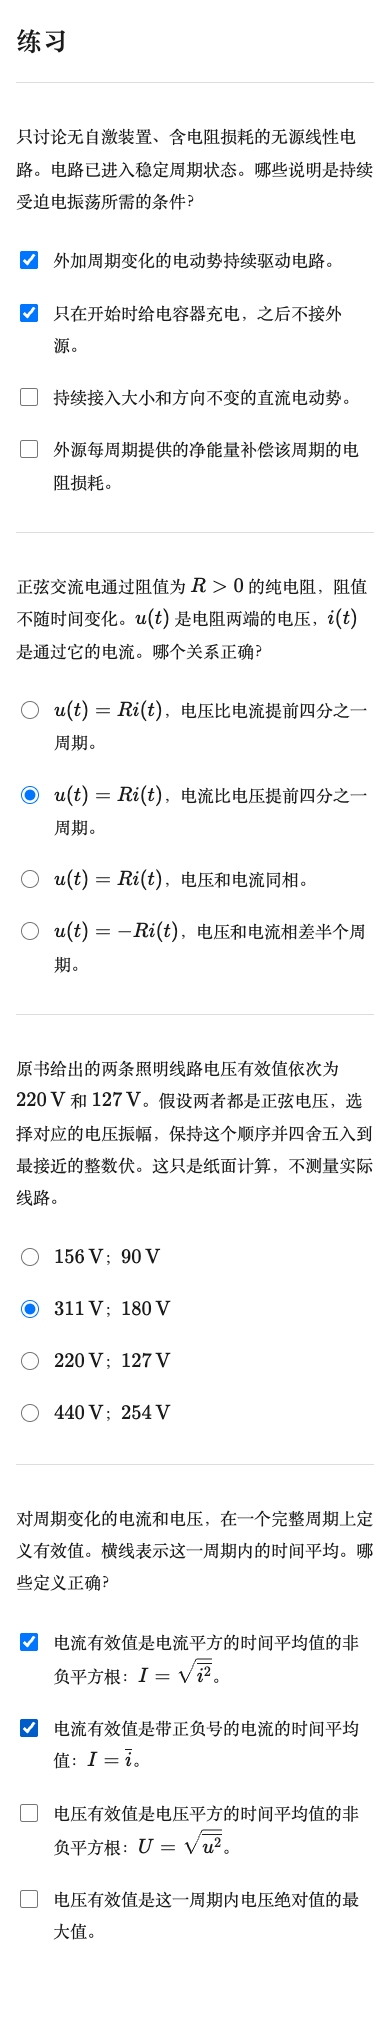 练习
只讨论无自激装置、含电阻损耗的无源线性电
路。电路已进入稳定周期状态。哪些说明是持续
受迫电振荡所需的条件？
外加周期变化的电动势持续驱动电路。
只在开始时给电容器充电，之后不接外
源。
持续接入大小和方向不变的直流电动势。
外源每周期提供的净能量补偿该周期的电
阻损耗。
正弦交流电通过阻值为 R > 0 的纯电阻，阻值
不随时间变化。u(t) 是电阻两端的电压，i(t)
是通过它的电流。哪个关系正确？
u(t) = Ri(t)，电压比电流提前四分之一
周期。
u(t) = Ri(t)，电流比电压提前四分之一
周期。
u(t) = Ri(t)，电压和电流同相。
u(t) = −Ri(t)，电压和电流相差半个周
期。
原书给出的两条照明线路电压有效值依次为
220 V 和 127 V。假设两者都是正弦电压，选
择对应的电压振幅，保持这个顺序并四舍五入到
最接近的整数伏。这只是纸面计算，不测量实际
线路。
156 V；90 V
311 V；180 V
220 V；127 V
440 V；254 V
对周期变化的电流和电压，在一个完整周期上定
义有效值。横线表示这一周期内的时间平均。哪
些定义正确？
电流有效值是电流平方的时间平均值的非
负平方根：I = √(i²‾)。
电流有效值是带正负号的电流的时间平均
值：I = i̅。
电压有效值是电压平方的时间平均值的非
负平方根：U = √(u²‾)。
电压有效值是这一周期内电压绝对值的最
大值。